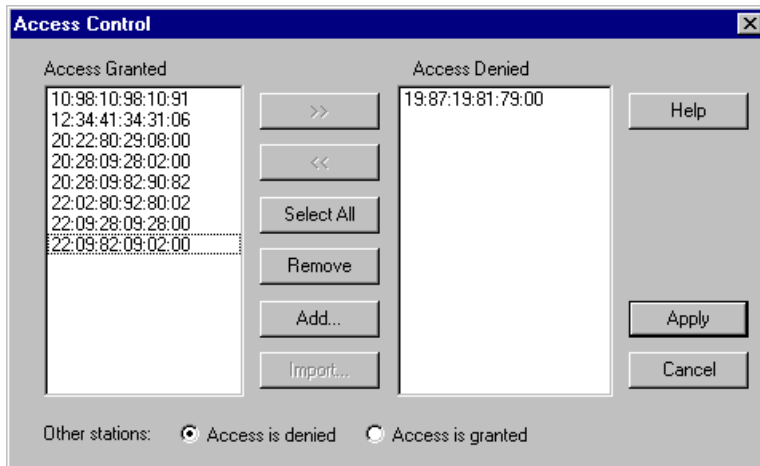 Access Control
Access Granted
10:98:10:98:10:91
12:34:41:34:31:06
20:22:80:29:08:00
20:28:09:28:02:00
20:28:09:82:90:82
22:02:80:92:80:02
22:09:28:09:28:00
22:09:82:09:02:00
>>
<<
Select All
Remove
Add...
Import...
Access Denied
19:87:19:81:79:00
Help
Apply
Cancel
Other stations: Access is denied Access is granted